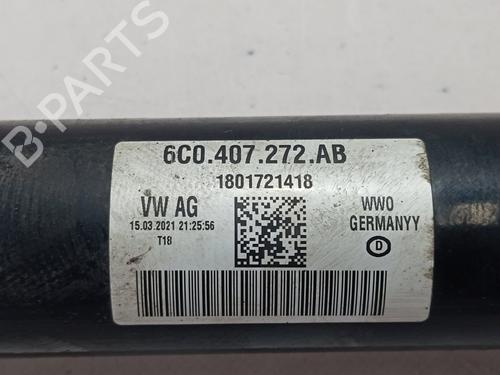 6C0.407.272.AB
1801721418
VW AG
WWO
15.03.2021 21:25:56
GERMANYY
T18
D
B-PARTS